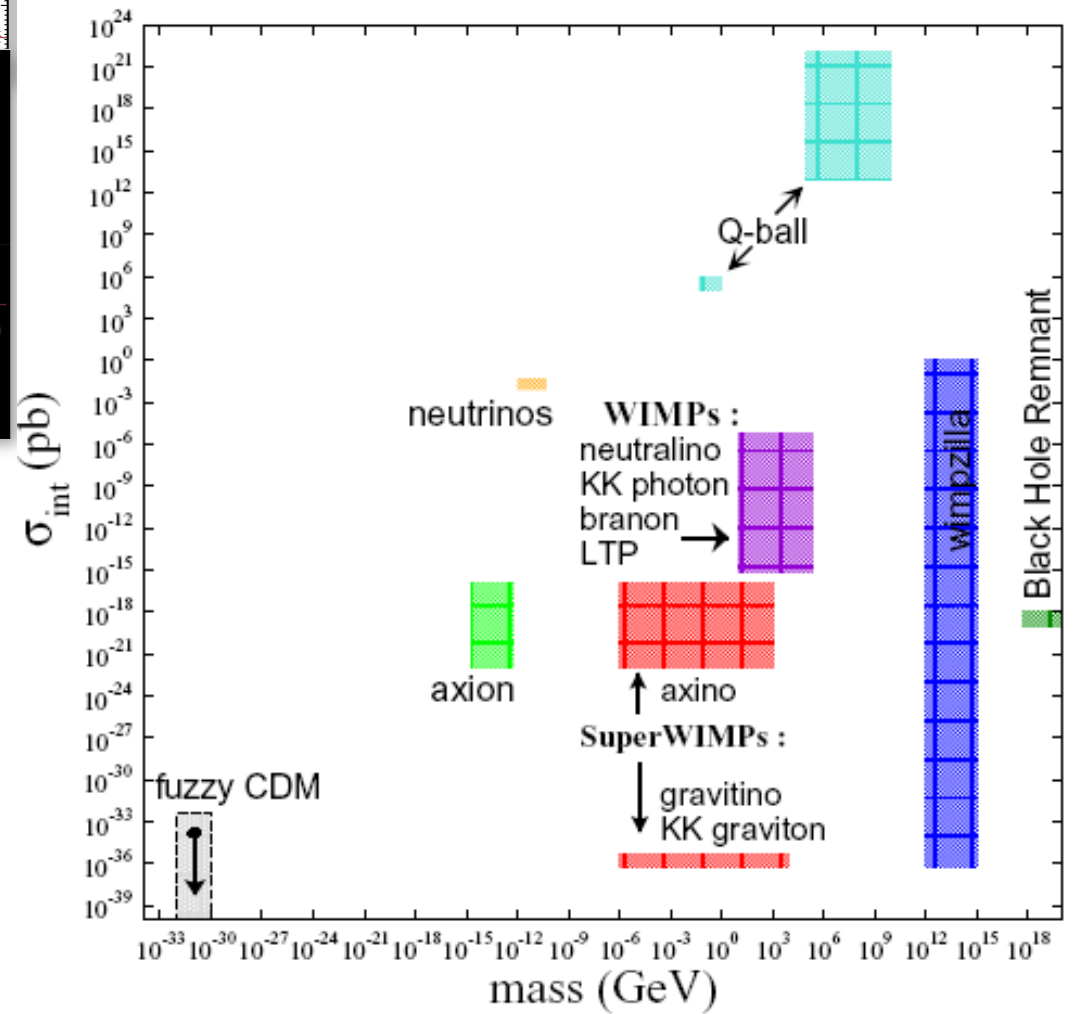 10^24
10^21
10^18
10^15
10^12
10^9
10^6
10^3
10^0
10^-3
10^-6
10^-9
10^-12
10^-15
10^-18
10^-21
10^-24
10^-27
10^-30
10^-33
10^-36
10^-39
σ_int (pb)
Q-ball
neutrinos
WIMPs :
neutralino
KK photon
branon
LTP
wimpzilla
Black Hole Remnant
axion
axino
SuperWIMPs :
gravitino
KK graviton
fuzzy CDM
10^-33 10^-30 10^-27 10^-24 10^-21 10^-18 10^-15 10^-12 10^-9 10^-6 10^-3 10^0 10^3 10^6 10^9 10^12 10^15 10^18
mass (GeV)